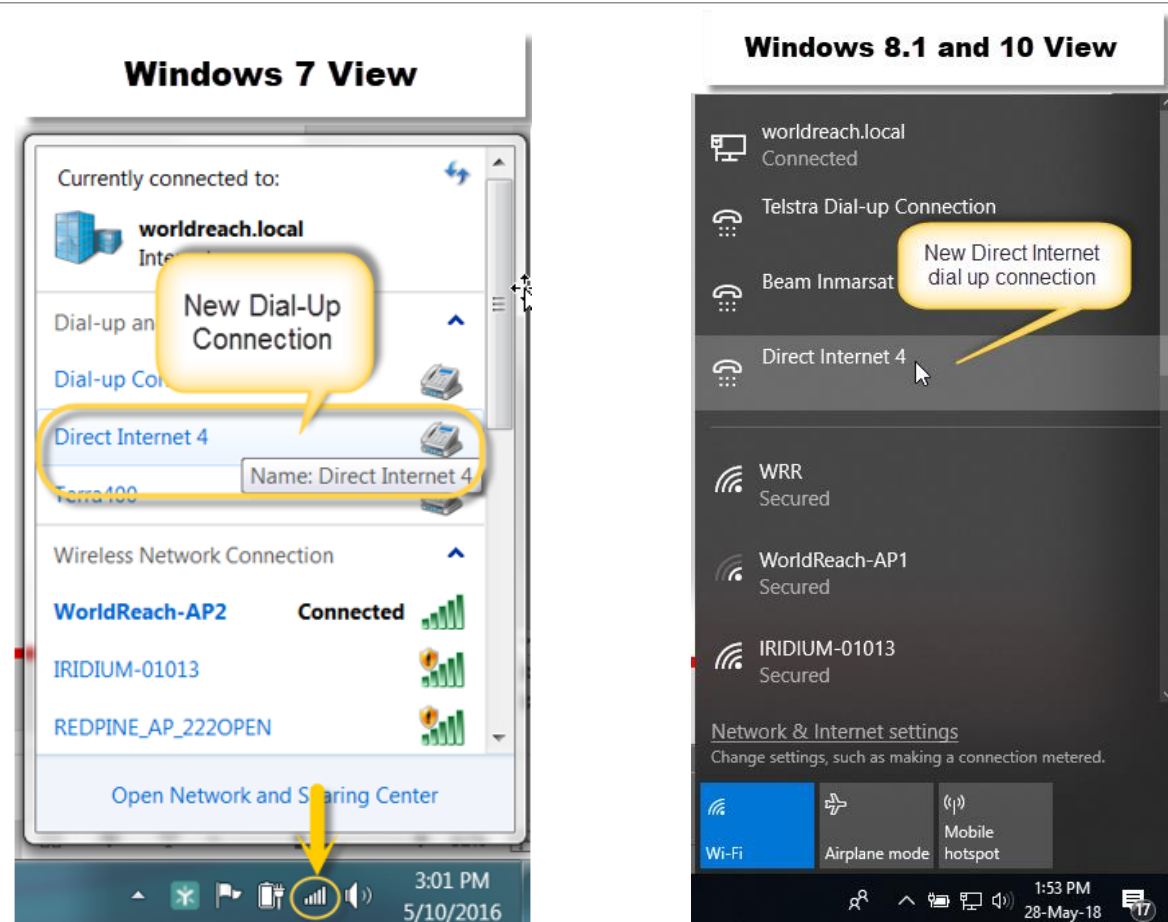 Windows 7 View
Currently connected to:
worldreach.local
New Dial-Up
Connection
Dial-up
Dial-up
Direct Internet 4
Name: Direct Internet 4
Terra400
Wireless Network Connection
WorldReach-AP2 Connected
IRIDIUM-01013
REDPINE_AP_222OPEN
Open Network and Sharing Center
3:01 PM
5/10/2016
Windows 8.1 and 10 View
worldreach.local
Connected
Telstra Dial-up Connection
New Direct Internet
dial up connection
Beam Inmarsat
Direct Internet 4
WRR
Secured
WorldReach-AP1
Secured
IRIDIUM-01013
Secured
Network & Internet settings
Change settings, such as making a connection metered.
Wi-Fi
Airplane mode
Mobile
hotspot
1:53 PM
28-May-18
17